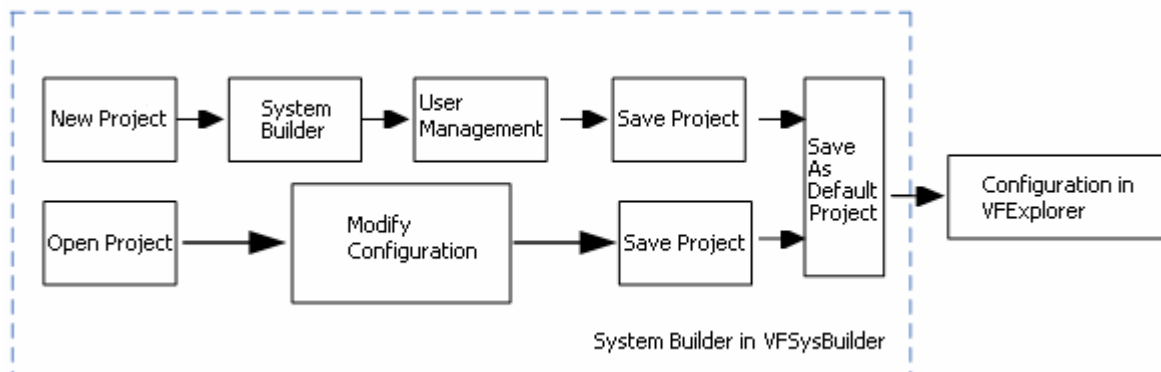 New Project
System
Builder
User
Management
Save Project
Save
As
Default
Project
Configuration in
VFExplorer
Open Project
Modify
Configuration
Save Project
System Builder in VFSysBuilder